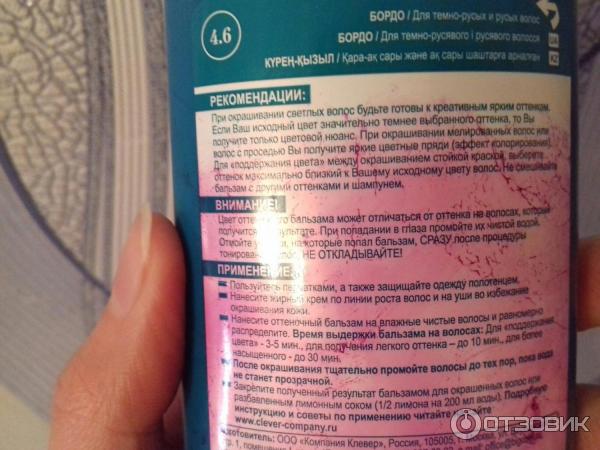 4.6
БОРДО / Для темно-русых и русых волос
БОРДО / Для темно-русявого і русявого волосся
UA
КҮРЕҢ-ҚЫЗЫЛ / Қара-ақ сары және ақ сары шаштарға арналған
KZ
РЕКОМЕНДАЦИИ:
При окрашивании светлых волос будьте готовы к креативным ярким оттенкам.
Если Ваш исходный цвет значительно темнее выбранного оттенка, то Вы
получите только цветовой нюанс. При окрашивании мелированных волос или
волос с проседью Вы получите яркие цветные пряди (эффект колорирования).
Для «поддержания цвета» между окрашиванием стойкой краской, выберете
оттенок максимально близкий к Вашему исходному цвету волос. Не смешивайте
бальзам с другими оттенками и шампунем.
ВНИМАНИЕ!
Цвет оттеночного бальзама может отличаться от оттенка на волосах, который
получится в результате. При попадании в глаза промойте их чистой водой.
Отмойте участки, на которые попал бальзам, СРАЗУ после процедуры
тонирования волос, НЕ ОТКЛАДЫВАЙТЕ!
ПРИМЕНЕНИЕ:
Пользуйтесь перчатками, а также защищайте одежду полотенцем.
Нанесите жирный крем по линии роста волос и на уши во избежание
окрашивания кожи.
Нанесите оттеночный бальзам на влажные чистые волосы и равномерно
распределите. Время выдержки бальзама на волосах: Для «поддержания
цвета» - 3-5 мин., для получения легкого оттенка – до 10 мин., для более
насыщенного - до 30 мин.
После окрашивания тщательно промойте волосы до тех пор, пока вода
не станет прозрачной.
Закрепите полученный результат бальзамом для окрашенных волос или
разбавленным лимонным соком (1/2 лимона на 200 мл воды). Подробную
инструкцию и советы по применению читайте на сайте
www.clever-company.ru
Изготовитель: ООО «Компания Клевер», Россия, 105005, г. Москва, ул.
стр. 1, помещение
ОТЗОВИК